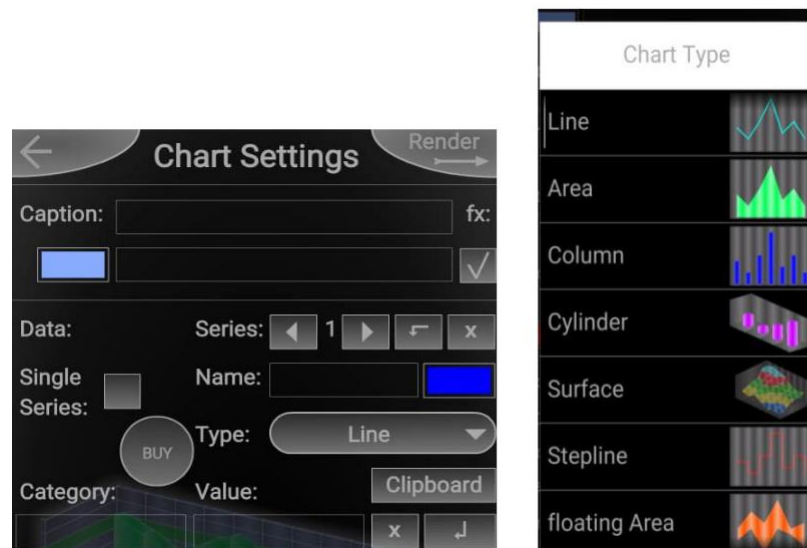 Chart Settings
Render
Caption:
fx:
Data:
Series:
1
x
Single
Series:
Name:
BUY
Type:
Line
Category:
Value:
Clipboard
x
Chart Type
Line
Area
Column
Cylinder
Surface
Stepline
floating Area